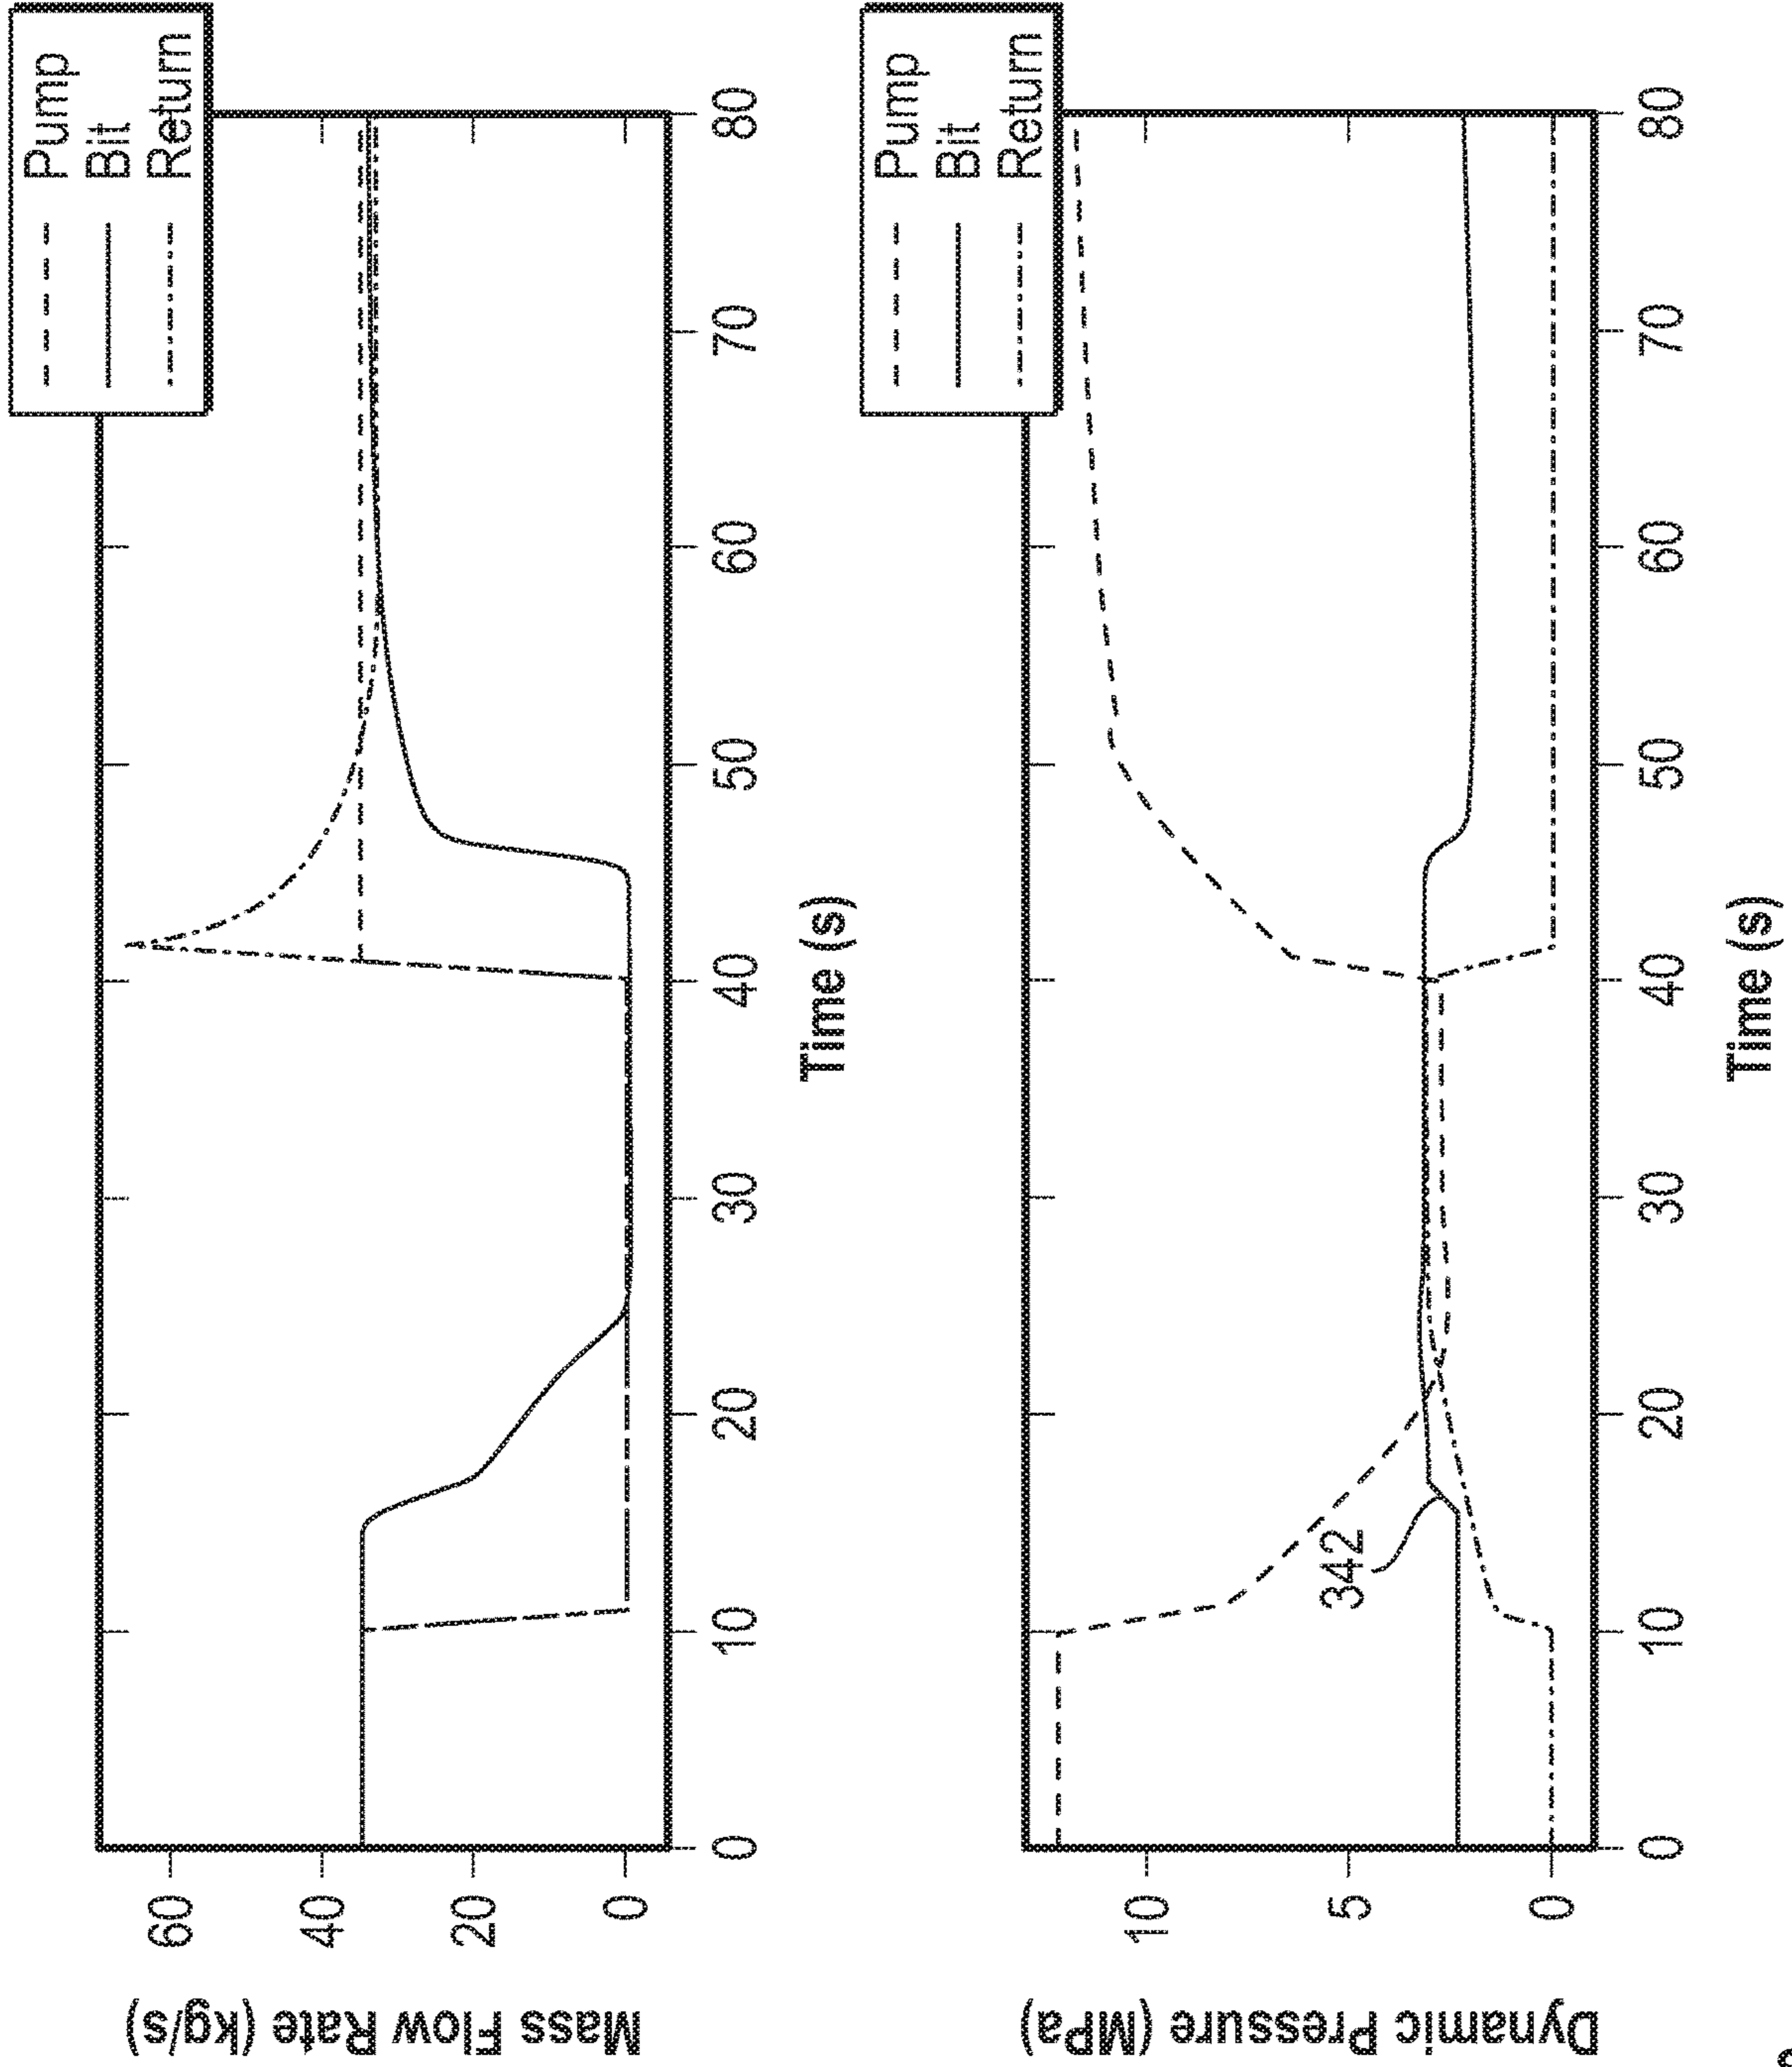 Pump
Bit
Return
Mass Flow Rate (kg/s)
60
40
20
0
0 10 20 30 40 50 60 70 80
Time (s)
Pump
Bit
Return
Dynamic Pressure (MPa)
10
5
0
342
0 10 20 30 40 50 60 70 80
Time (s)